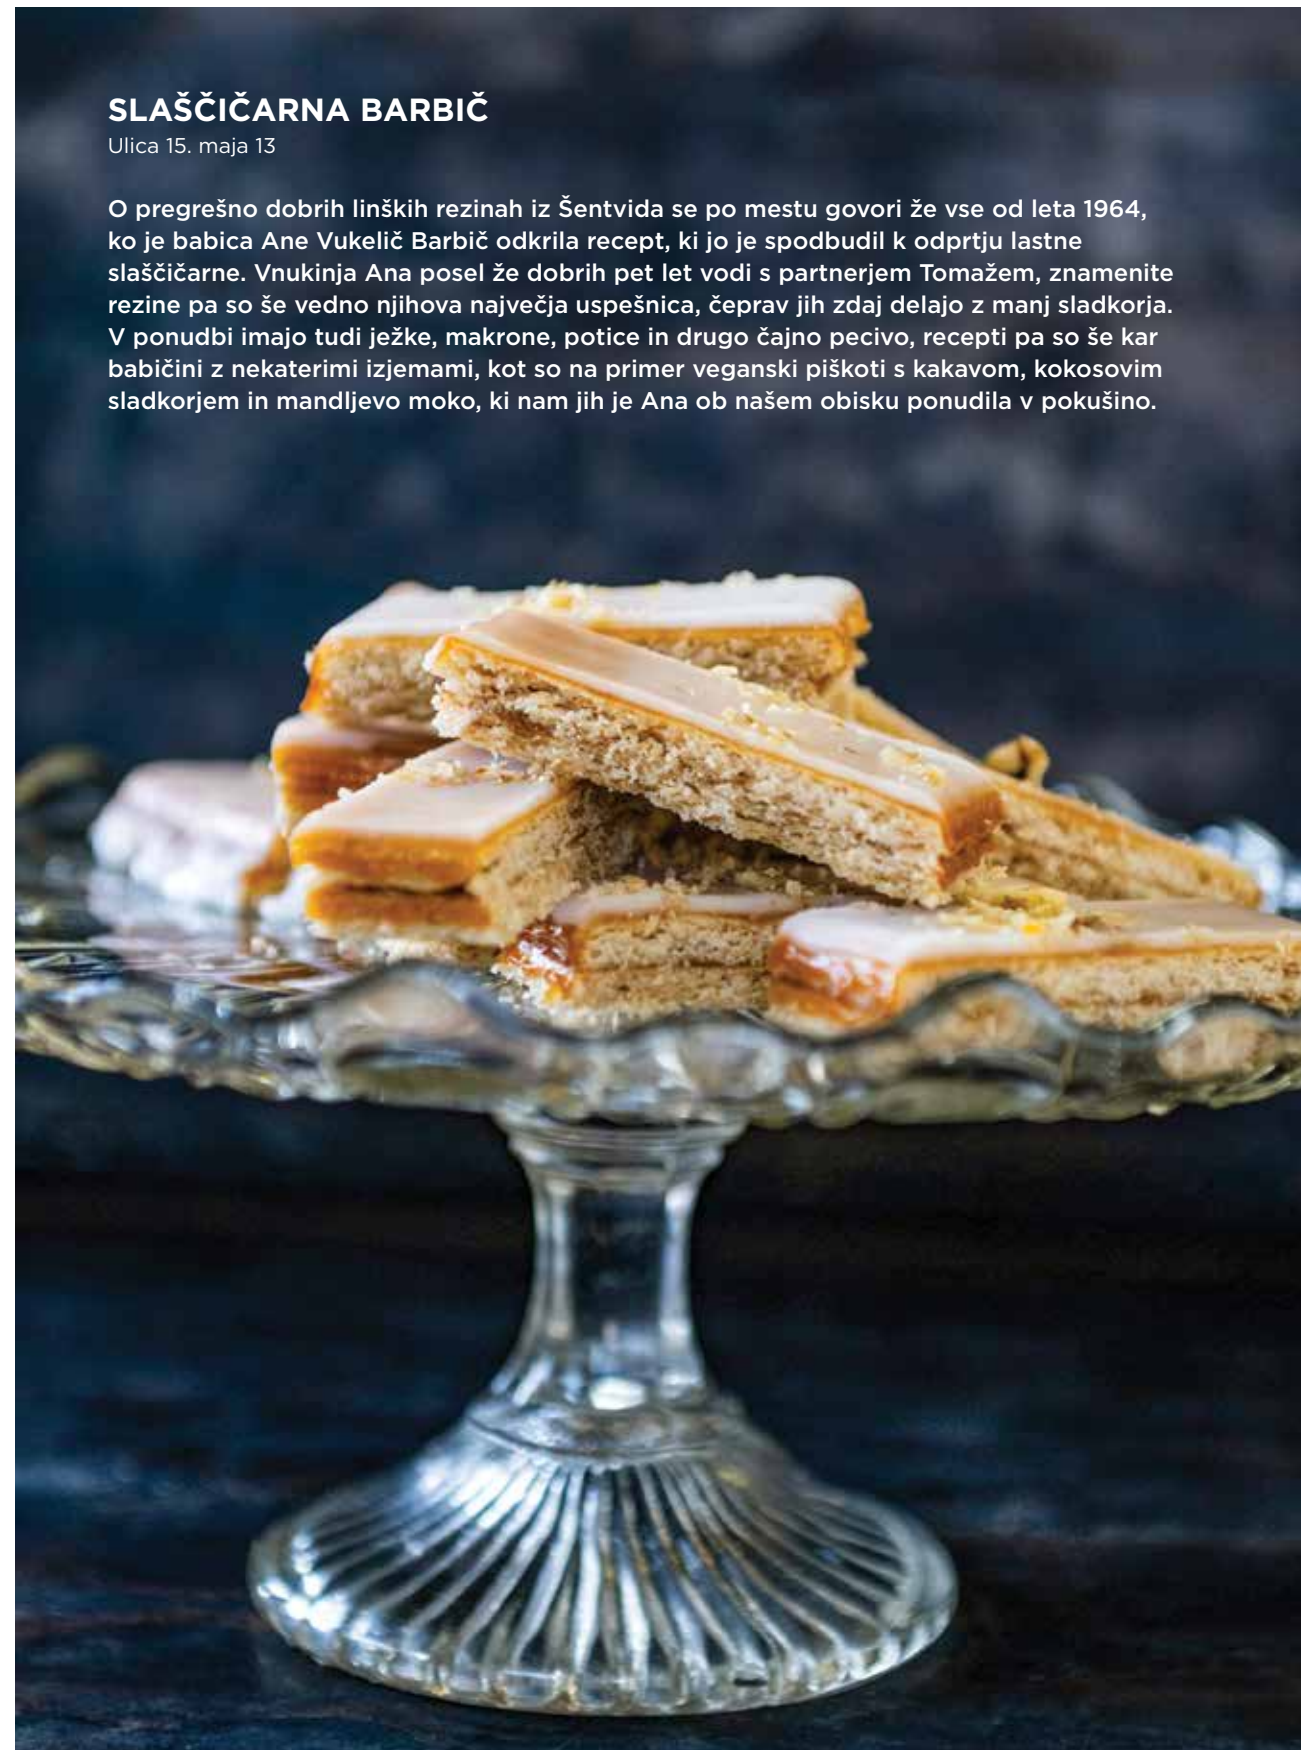 SLAŠČIČARNA BARBIČ
Ulica 15. maja 13
O pregrešno dobrih linških rezinah iz Šentvida se po mestu govori že vse od leta 1964,
ko je babica Ane Vukelič Barbič odkrila recept, ki jo je spodbudil k odprtju lastne
slaščičarne. Vnukinja Ana posel že dobrih pet let vodi s partnerjem Tomažem, znamenite
rezine pa so še vedno njihova največja uspešnica, čeprav jih zdaj delajo z manj sladkorja.
V ponudbi imajo tudi ježke, makrone, potice in drugo čajno pecivo, recepti pa so še kar
babičini z nekaterimi izjemami, kot so na primer veganski piškoti s kakavom, kokosovim
sladkorjem in mandljevo moko, ki nam jih je Ana ob našem obisku ponudila v pokušino.